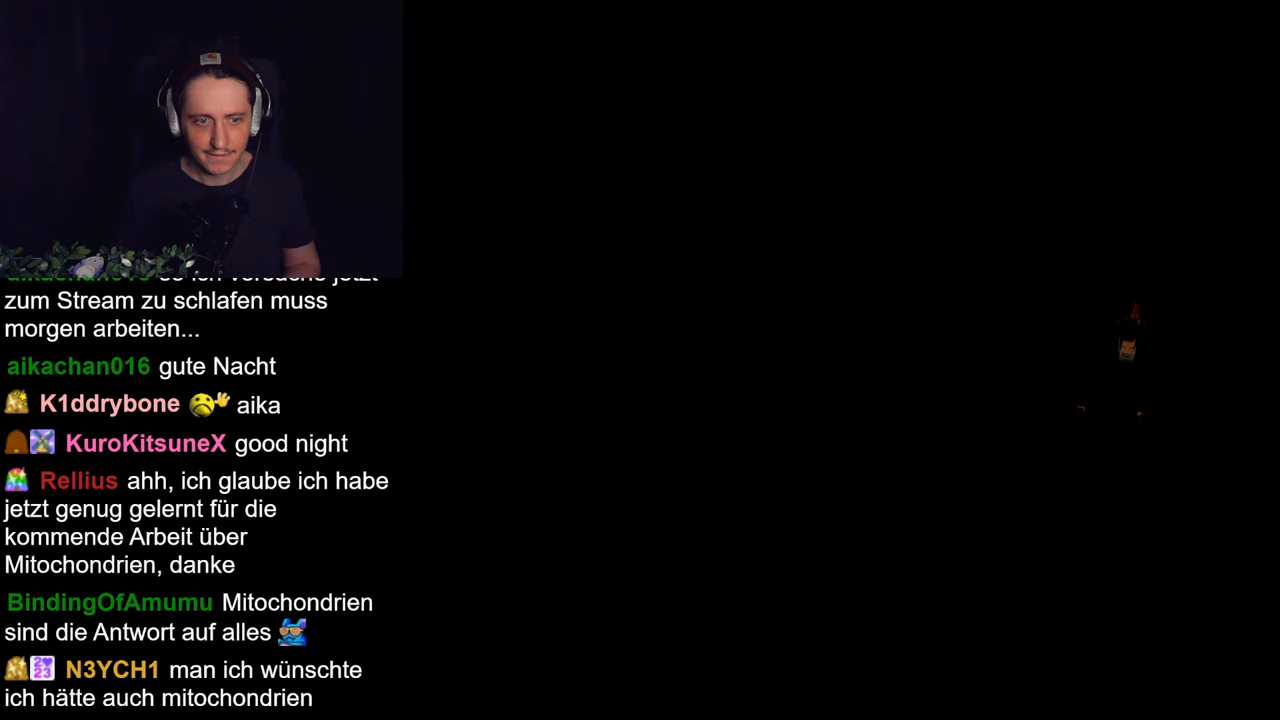 zum Stream zu schlafen muss
morgen arbeiten...
aikachan016 gute Nacht
K1ddrybone aika
KuroKitsuneX good night
Rellius ahh, ich glaube ich habe
jetzt genug gelernt für die
kommende Arbeit über
Mitochondrien, danke
BindingOfAmumu Mitochondrien
sind die Antwort auf alles
N3YCH1 man ich wünschte
ich hätte auch mitochondrien